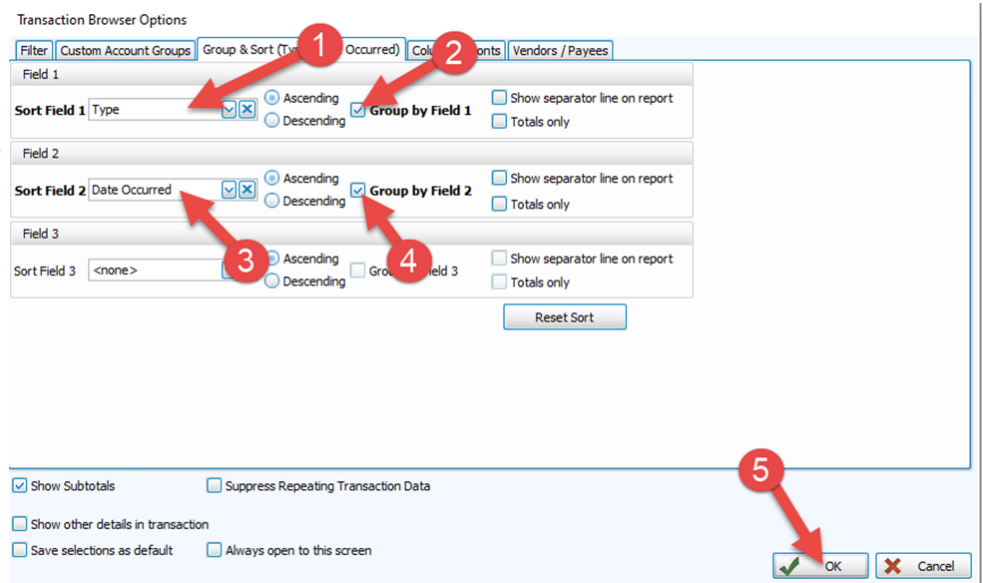 Transaction Browser Options
Filter Custom Account Groups Group & Sort (Ty Occurred) Colu onts Vendors / Payees
1 2
Field 1
Sort Field 1 Type Ascending Descending Group by Field 1 Show separator line on report
Totals only
Field 2
Sort Field 2 Date Occurred Ascending Descending Group by Field 2 Show separator line on report
Totals only
3 4
Field 3
Sort Field 3 <none> Ascending Descending Gro ield 3 Show separator line on report
Totals only
Reset Sort
5
Show Subtotals Suppress Repeating Transaction Data
Show other details in transaction
Save selections as default Always open to this screen
OK Cancel